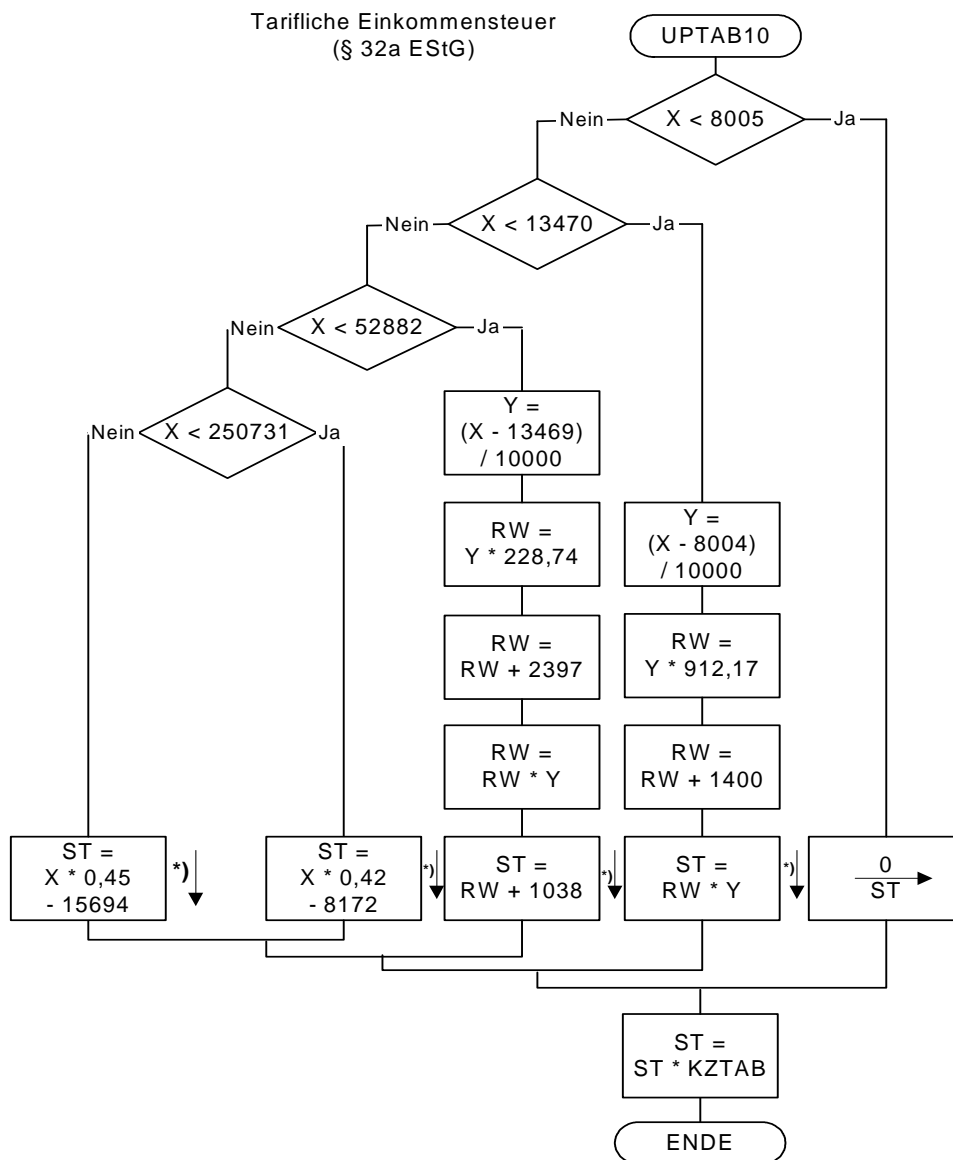 Tarifliche Einkommensteuer
(§ 32a EStG)
UPTAB10
Nein
X < 8005
Ja
Nein
X < 13470
Ja
Nein
X < 52882
Ja
Nein
X < 250731
Ja
Y =
(X - 13469)
/ 10000
RW =
Y * 228,74
RW =
RW + 2397
RW =
RW * Y
Y =
(X - 8004)
/ 10000
RW =
Y * 912,17
RW =
RW + 1400
ST =
X * 0,45
- 15694
*)
ST =
X * 0,42
- 8172
*)
ST =
RW + 1038
*)
ST =
RW * Y
*)
0
ST
ST =
ST * KZTAB
ENDE